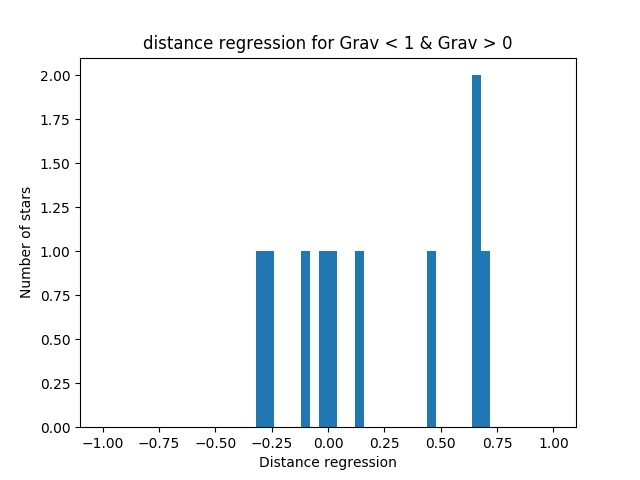 distance regression for Grav < 1 & Grav > 0
Number of stars
2.00
1.75
1.50
1.25
1.00
0.75
0.50
0.25
0.00
−1.00 −0.75 −0.50 −0.25 0.00 0.25 0.50 0.75 1.00
Distance regression